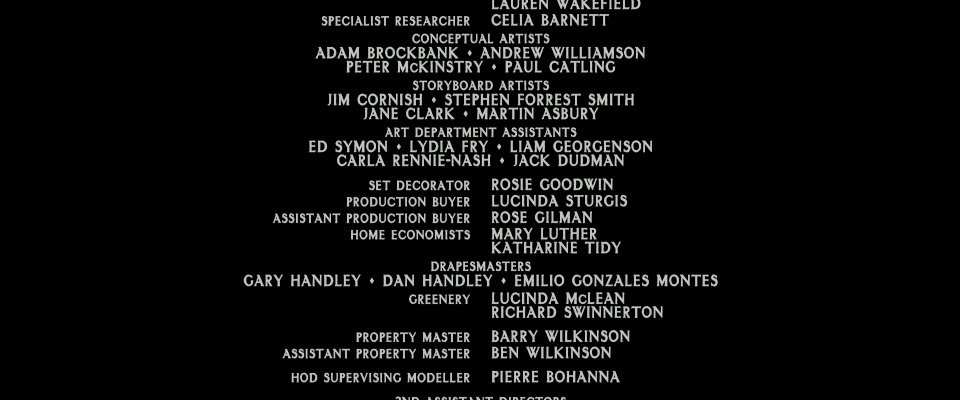 LAUREN WAKEFIELD
SPECIALIST RESEARCHER CELIA BARNETT
CONCEPTUAL ARTISTS
ADAM BROCKBANK • ANDREW WILLIAMSON
PETER McKINSTRY • PAUL CATLING
STORYBOARD ARTISTS
JIM CORNISH • STEPHEN FORREST SMITH
JANE CLARK • MARTIN ASBURY
ART DEPARTMENT ASSISTANTS
ED SYMON • LYDIA FRY • LIAM GEORGENSON
CARLA RENNIE-NASH • JACK DUDMAN
SET DECORATOR ROSIE GOODWIN
PRODUCTION BUYER LUCINDA STURGIS
ASSISTANT PRODUCTION BUYER ROSE GILMAN
HOME ECONOMISTS MARY LUTHER
KATHARINE TIDY
DRAPESMASTERS
GARY HANDLEY • DAN HANDLEY • EMILIO GONZALES MONTES
GREENERY LUCINDA McLEAN
RICHARD SWINNERTON
PROPERTY MASTER BARRY WILKINSON
ASSISTANT PROPERTY MASTER BEN WILKINSON
HOD SUPERVISING MODELLER PIERRE BOHANNA
2ND ASSISTANT DIRECTORS